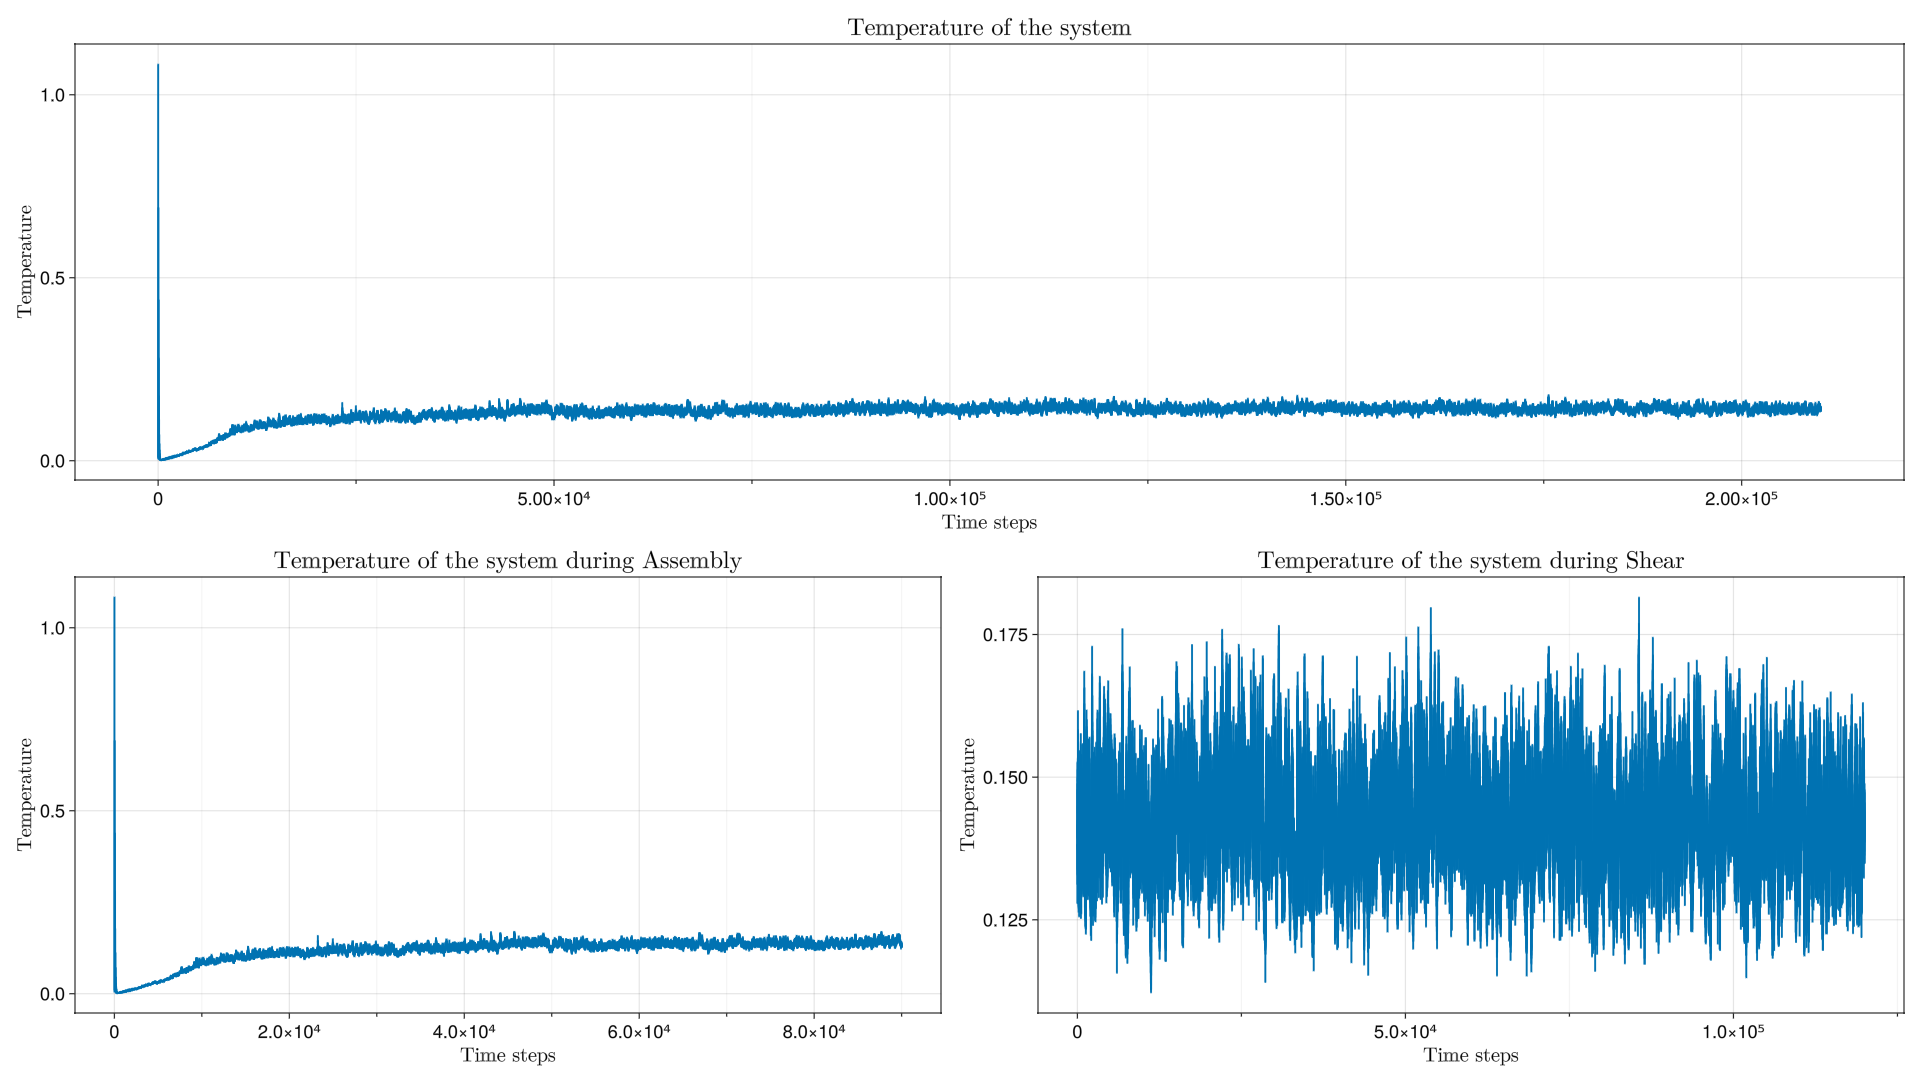 Temperature of the system
Temperature
1.0
0.5
0.0
0 5.00×10⁴ 1.00×10⁵ 1.50×10⁵ 2.00×10⁵
Time steps
Temperature of the system during Assembly
Temperature
1.0
0.5
0.0
0 2.0×10⁴ 4.0×10⁴ 6.0×10⁴ 8.0×10⁴
Time steps
Temperature of the system during Shear
Temperature
0.175
0.150
0.125
0 5.0×10⁴ 1.0×10⁵
Time steps